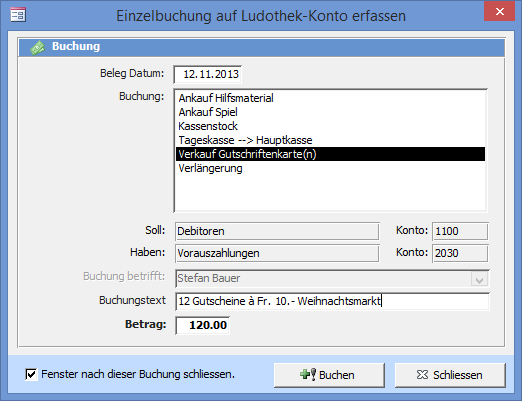 Einzelbuchung auf Ludothek-Konto erfassen
Buchung
Beleg Datum: 12.11.2013
Buchung:
Ankauf Hilfsmaterial
Ankauf Spiel
Kassenstock
Tageskasse --> Hauptkasse
Verkauf Gutschriftenkarte(n)
Verlängerung
Soll: Debitoren Konto: 1100
Haben: Vorauszahlungen Konto: 2030
Buchung betrifft: Stefan Bauer
Buchungstext 12 Gutscheine à Fr. 10.- Weihnachtsmarkt
Betrag: 120.00
Fenster nach dieser Buchung schliessen. Buchen Schliessen